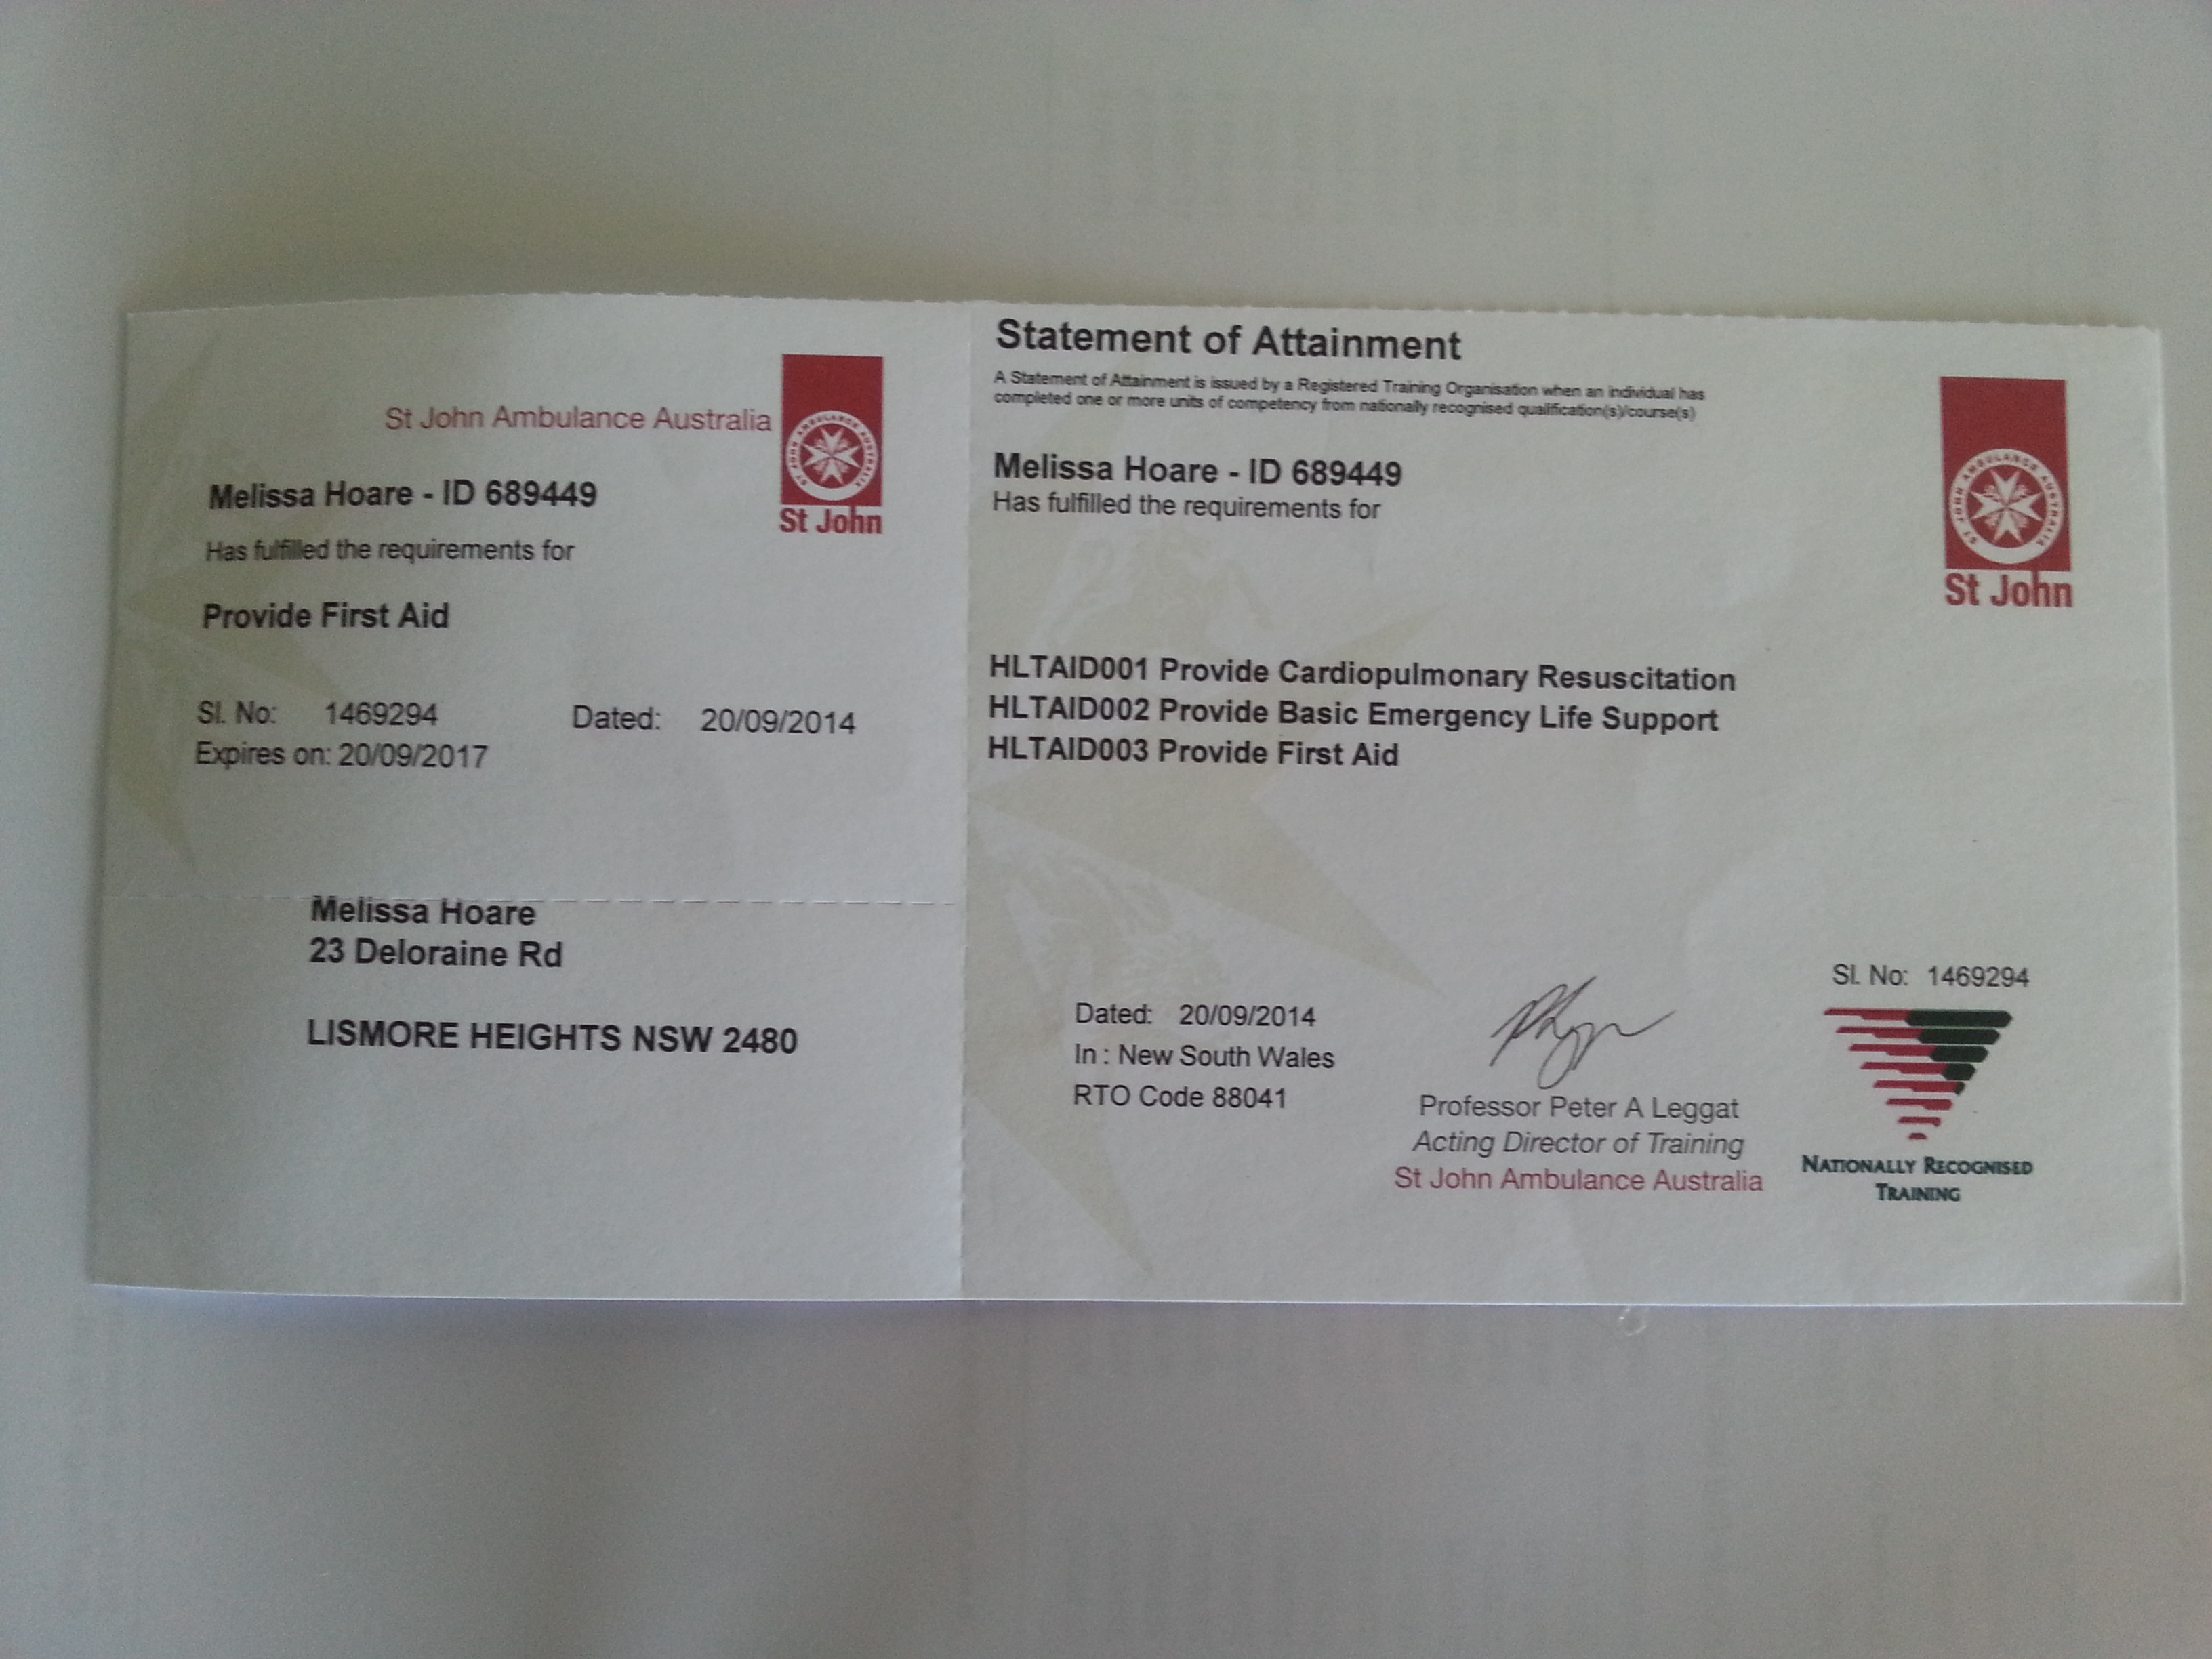 St John Ambulance Australia
ST JOHN AMBULANCE AUSTRALIA
St John
Melissa Hoare - ID 689449
Has fulfilled the requirements for
Provide First Aid
Sl. No: 1469294 Dated: 20/09/2014
Expires on: 20/09/2017
Melissa Hoare
23 Deloraine Rd
LISMORE HEIGHTS NSW 2480
Statement of Attainment
A Statement of Attainment is issued by a Registered Training Organisation when an individual has
completed one or more units of competency from nationally recognised qualification(s)/course(s)
ST JOHN AMBULANCE AUSTRALIA
St John
Melissa Hoare - ID 689449
Has fulfilled the requirements for
HLTAID001 Provide Cardiopulmonary Resuscitation
HLTAID002 Provide Basic Emergency Life Support
HLTAID003 Provide First Aid
Dated: 20/09/2014
In : New South Wales
RTO Code 88041
Professor Peter A Leggat
Acting Director of Training
St John Ambulance Australia
Sl. No: 1469294
NATIONALLY RECOGNISED
TRAINING